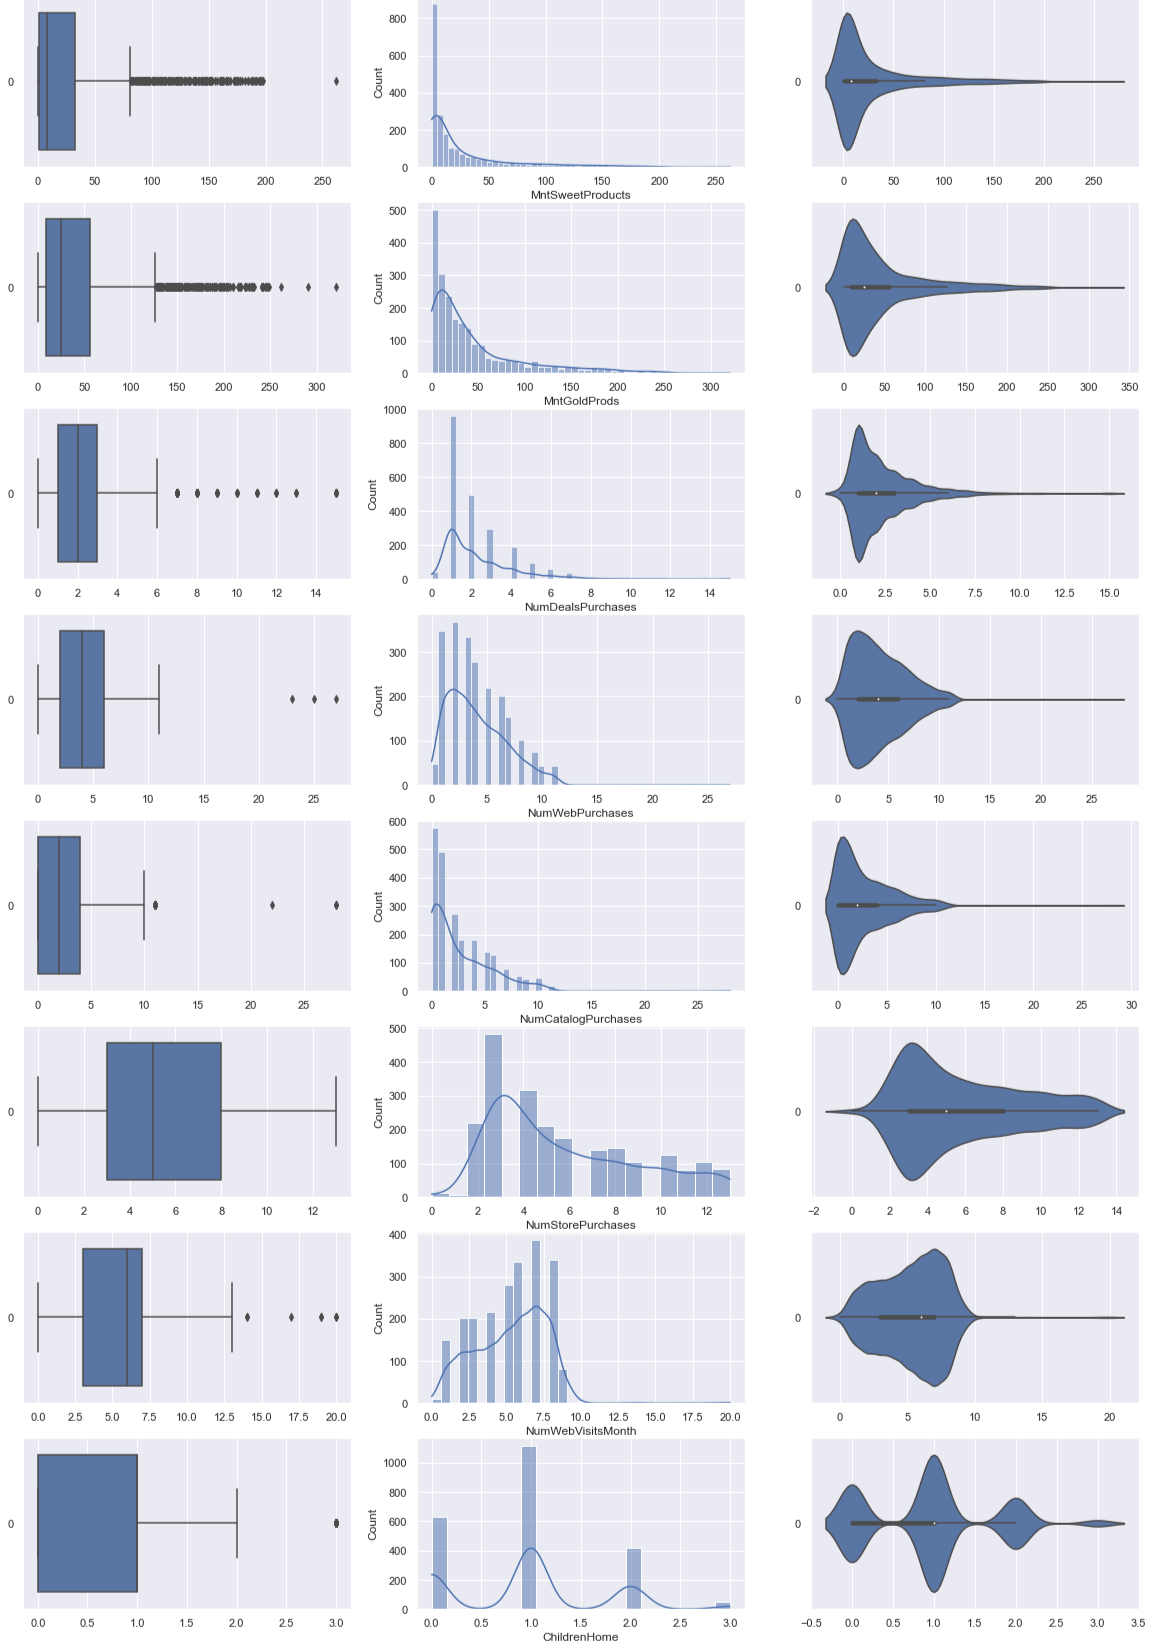 800
600
400
200
0
Count
0
0
0 50 100 150 200 250
0 50 100 150 200 250
0 50 100 150 200 250
MntSweetProducts
500
400
300
200
100
0
Count
0
0
0 50 100 150 200 250 300
0 50 100 150 200 250 300
0 50 100 150 200 250 300 350
MntGoldProds
1000
800
600
400
200
0
Count
0
0
0 2 4 6 8 10 12 14
0 2 4 6 8 10 12 14
0.0 2.5 5.0 7.5 10.0 12.5 15.0
NumDealsPurchases
300
200
100
0
Count
0
0
0 5 10 15 20 25
0 5 10 15 20 25
0 5 10 15 20 25
NumWebPurchases
600
500
400
300
200
100
0
Count
0
0
0 5 10 15 20 25
0 5 10 15 20 25
0 5 10 15 20 25 30
NumCatalogPurchases
500
400
300
200
100
0
Count
0
0
0 2 4 6 8 10 12
0 2 4 6 8 10 12
−2 0 2 4 6 8 10 12 14
NumStorePurchases
400
300
200
100
0
Count
0
0
0.0 2.5 5.0 7.5 10.0 12.5 15.0 17.5 20.0
0.0 2.5 5.0 7.5 10.0 12.5 15.0 17.5 20.0
0 5 10 15 20
NumWebVisitsMonth
1000
800
600
400
200
0
Count
0
0
0.0 0.5 1.0 1.5 2.0 2.5 3.0
0.0 0.5 1.0 1.5 2.0 2.5 3.0
−0.5 0.0 0.5 1.0 1.5 2.0 2.5 3.0 3.5
ChildrenHome